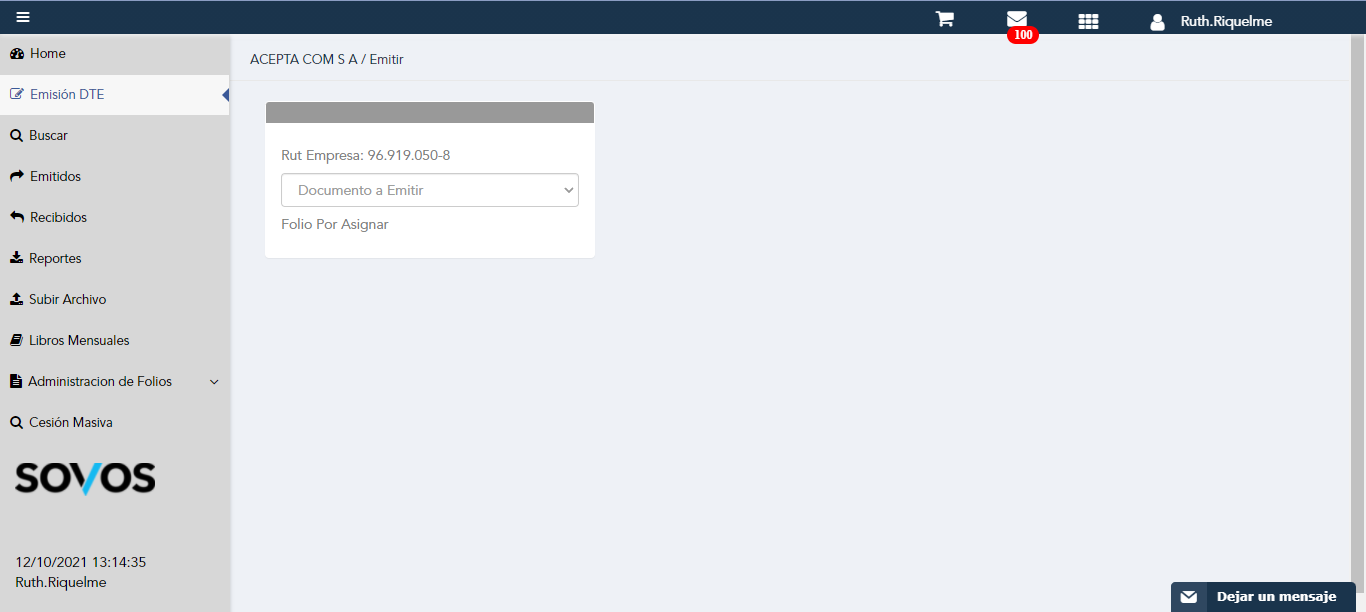 100
Ruth.Riquelme
Home
Emisión DTE
Buscar
Emitidos
Recibidos
Reportes
Subir Archivo
Libros Mensuales
Administracion de Folios
Cesión Masiva
SOVOS
12/10/2021 13:14:35
Ruth.Riquelme
ACEPTA COM S A / Emitir
Rut Empresa: 96.919.050-8
Documento a Emitir
Folio Por Asignar
Dejar un mensaje